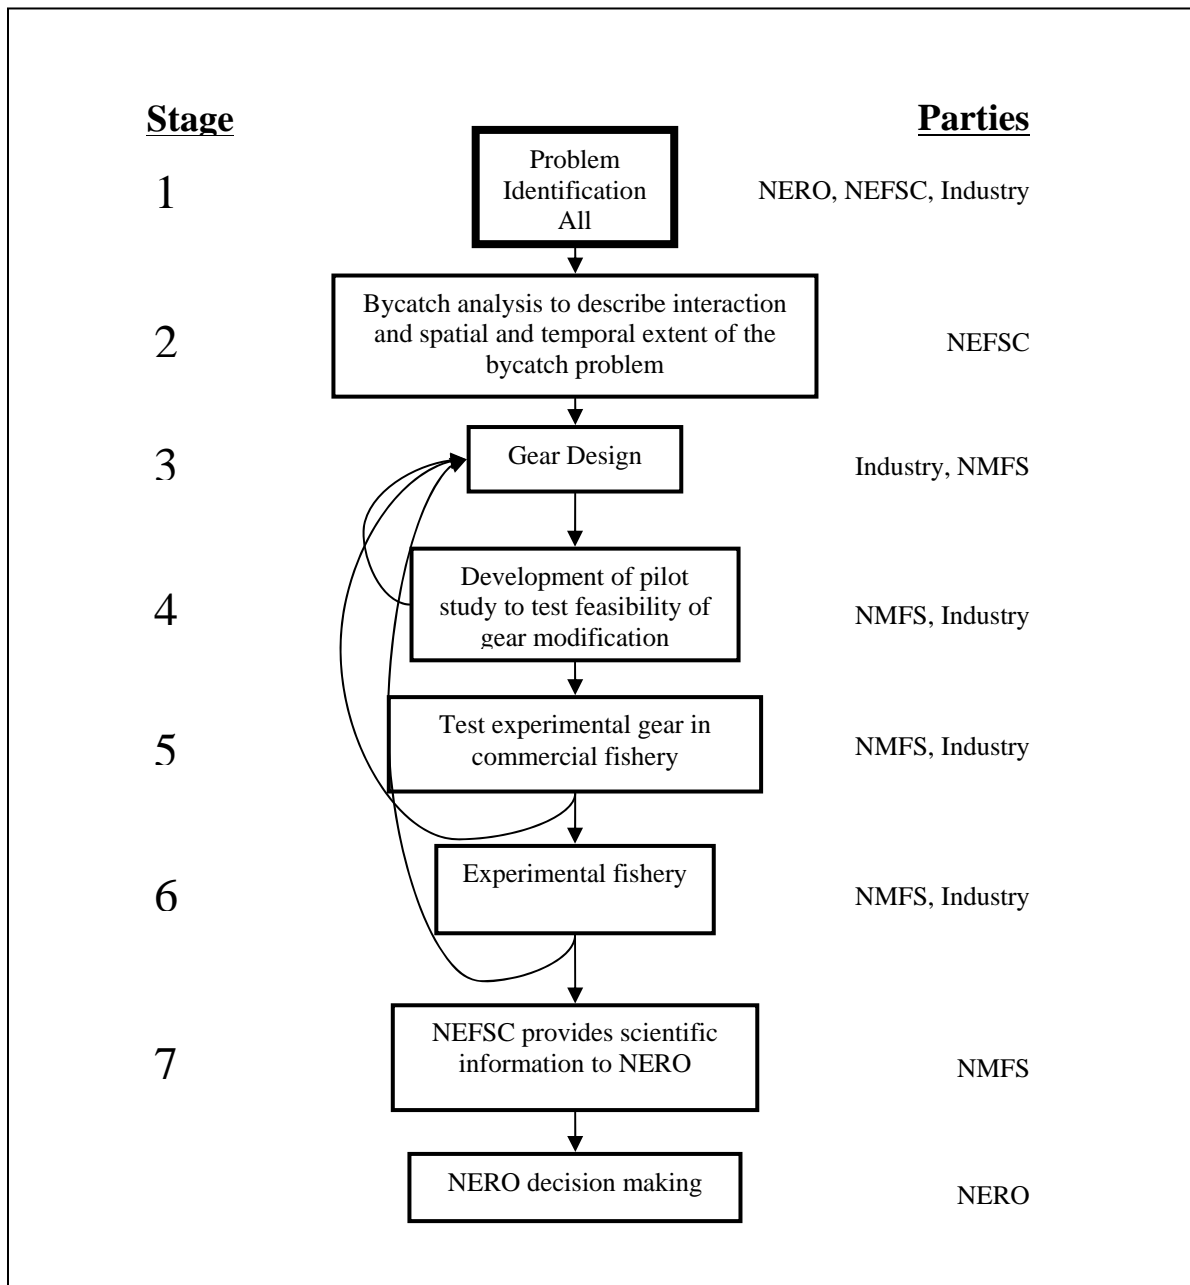 Stage
Parties
1
Problem
Identification
All
NERO, NEFSC, Industry
2
Bycatch analysis to describe interaction
and spatial and temporal extent of the
bycatch problem
NEFSC
3
Gear Design
Industry, NMFS
4
Development of pilot
study to test feasibility of
gear modification
NMFS, Industry
5
Test experimental gear in
commercial fishery
NMFS, Industry
6
Experimental fishery
NMFS, Industry
7
NEFSC provides scientific
information to NERO
NMFS
NERO decision making
NERO